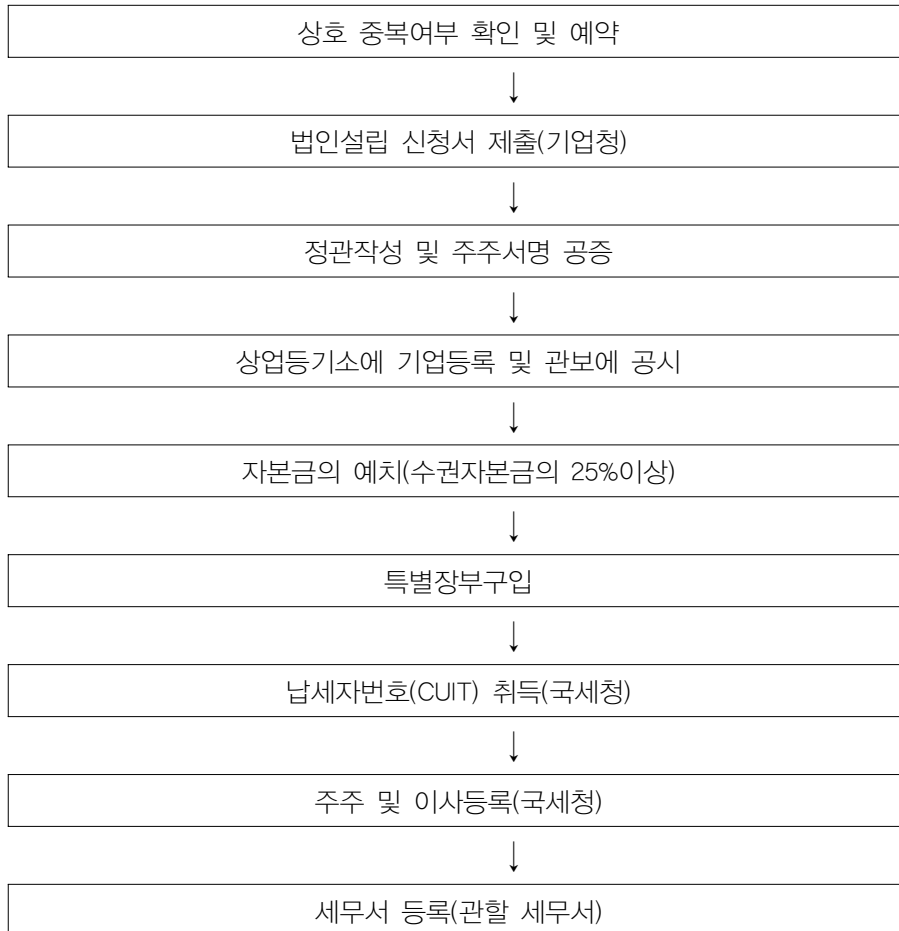 상호 중복여부 확인 및 예약
↓
법인설립 신청서 제출(기업청)
↓
정관작성 및 주주서명 공증
↓
상업등기소에 기업등록 및 관보에 공시
↓
자본금의 예치(수권자본금의 25%이상)
↓
특별장부구입
↓
납세자번호(CUIT) 취득(국세청)
↓
주주 및 이사등록(국세청)
↓
세무서 등록(관할 세무서)